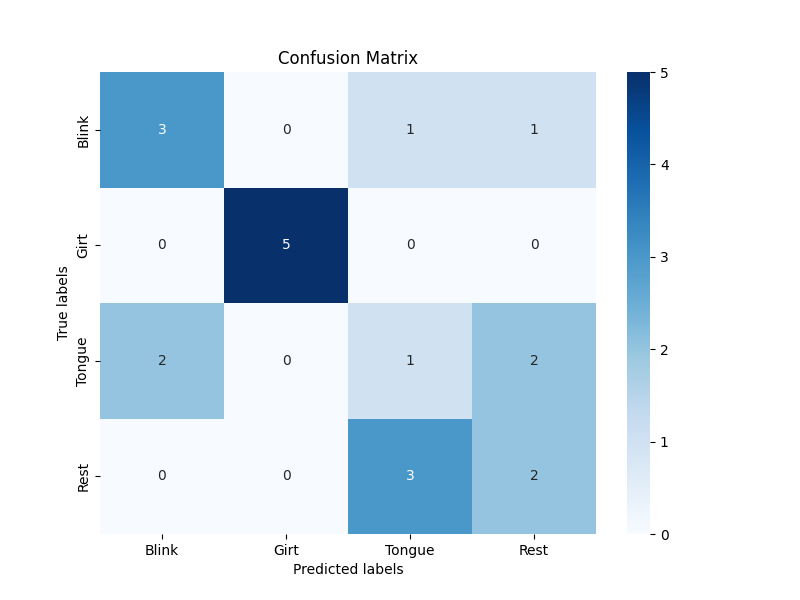 Confusion Matrix
True labels
Blink 3 0 1 1
Girt 0 5 0 0
Tongue 2 0 1 2
Rest 0 0 3 2
Blink Girt Tongue Rest
Predicted labels
5
4
3
2
1
0